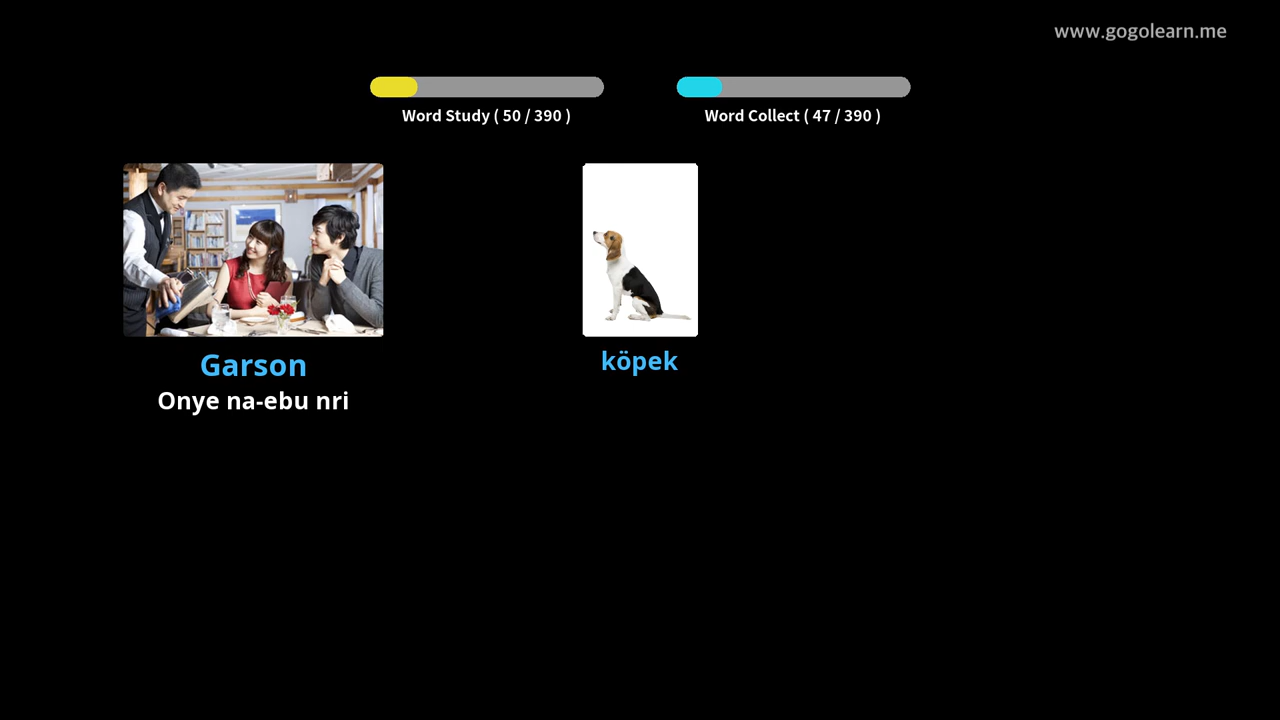 www.gogolearn.me
Word Study ( 50 / 390 )
Word Collect ( 47 / 390 )
Garson
Onye na-ebu nri
köpek